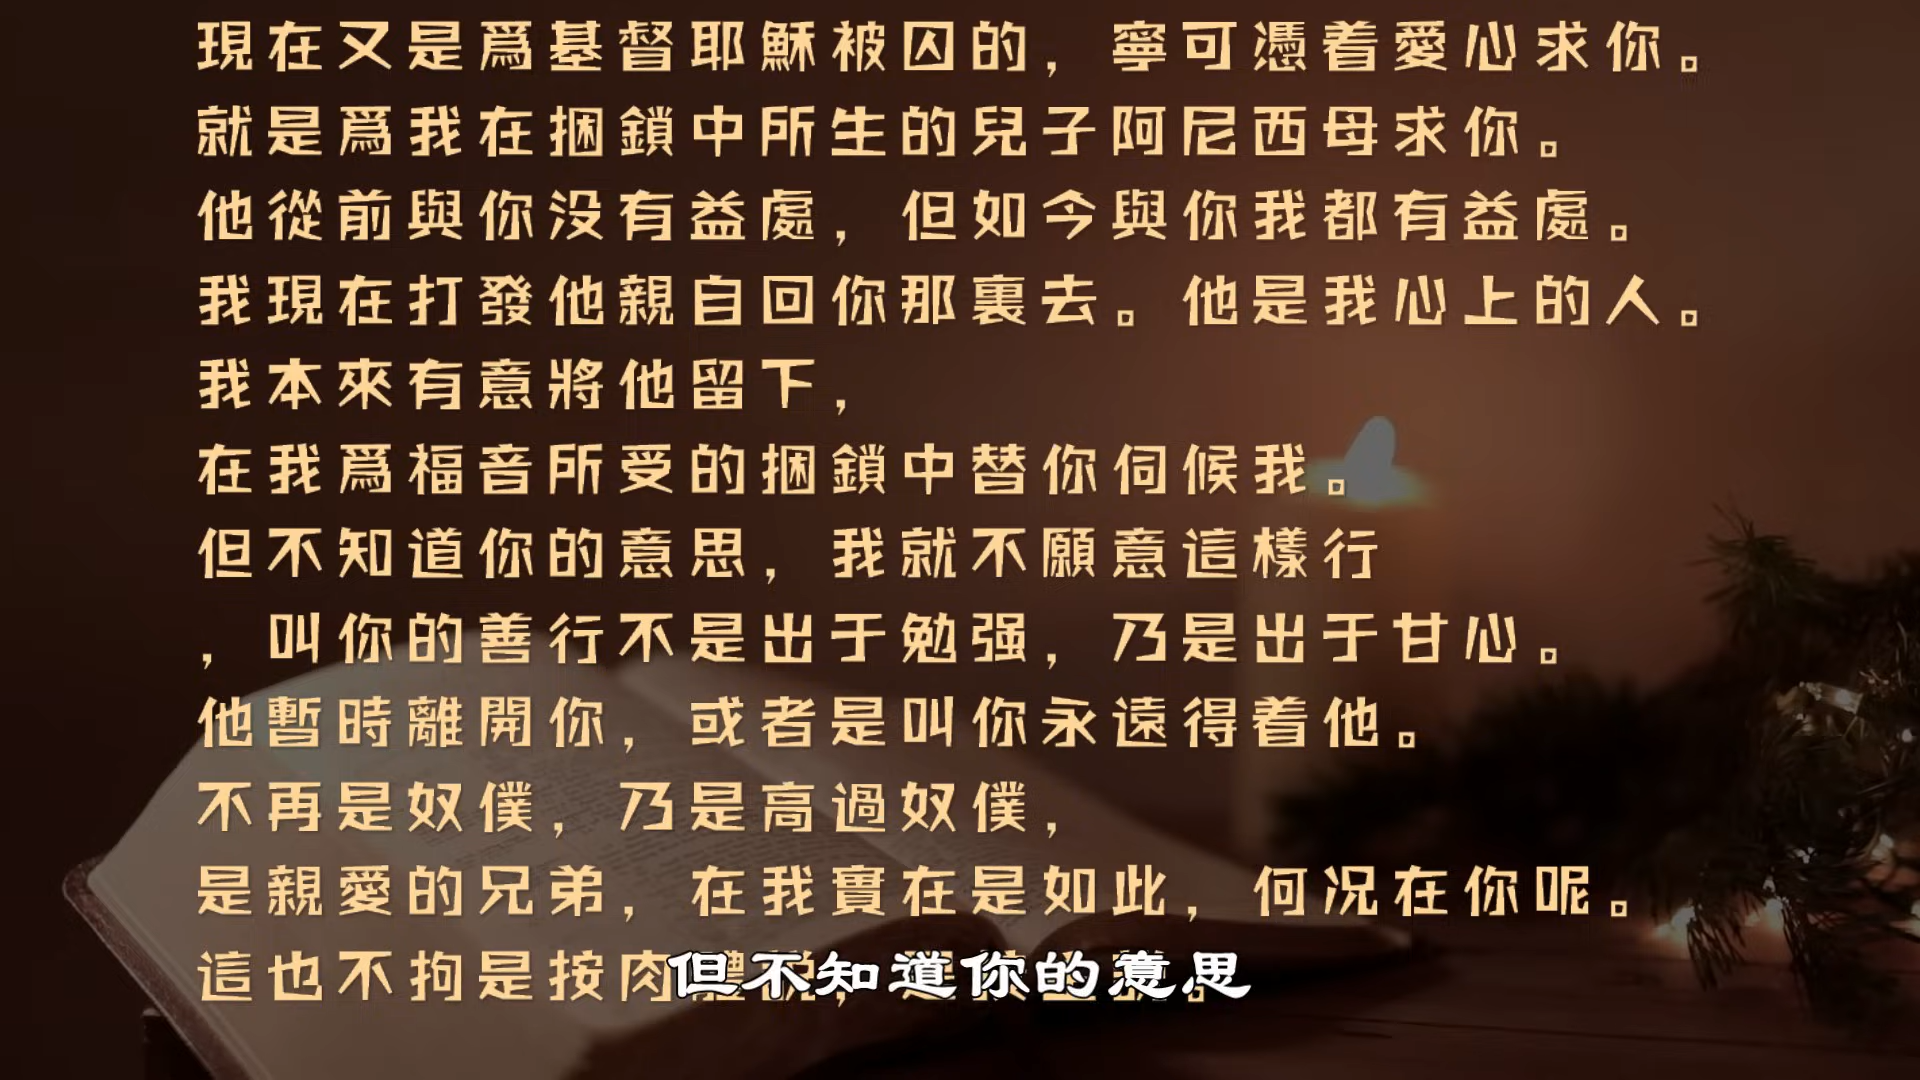 現在又是爲基督耶穌被囚的，寧可憑着愛心求你。
就是爲我在捆鎖中所生的兒子阿尼西母求你。
他從前與你没有益處，但如今與你我都有益處。
我現在打發他親自回你那裏去。他是我心上的人。
我本來有意將他留下，
在我爲福音所受的捆鎖中替你伺候我。
但不知道你的意思，我就不願意這樣行
，叫你的善行不是出于勉强，乃是出于甘心。
他暫時離開你，或者是叫你永遠得着他。
不再是奴僕，乃是高過奴僕，
是親愛的兄弟，在我實在是如此，何况在你呢。
這也不拘是按肉
但不知道你的意思